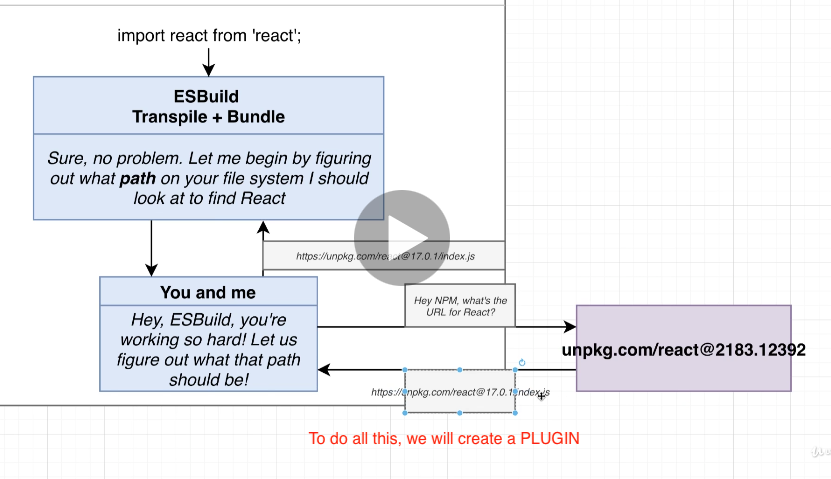 import react from 'react';
ESBuild
Transpile + Bundle
Sure, no problem. Let me begin by figuring
out what path on your file system I should
look at to find React
https://unpkg.com/react@17.0.1/index.js
You and me
Hey, ESBuild, you're
working so hard! Let us
figure out what that path
should be!
Hey NPM, what's the
URL for React?
unpkg.com/react@2183.12392
https://unpkg.com/react@17.0.1/index.js
To do all this, we will create a PLUGIN